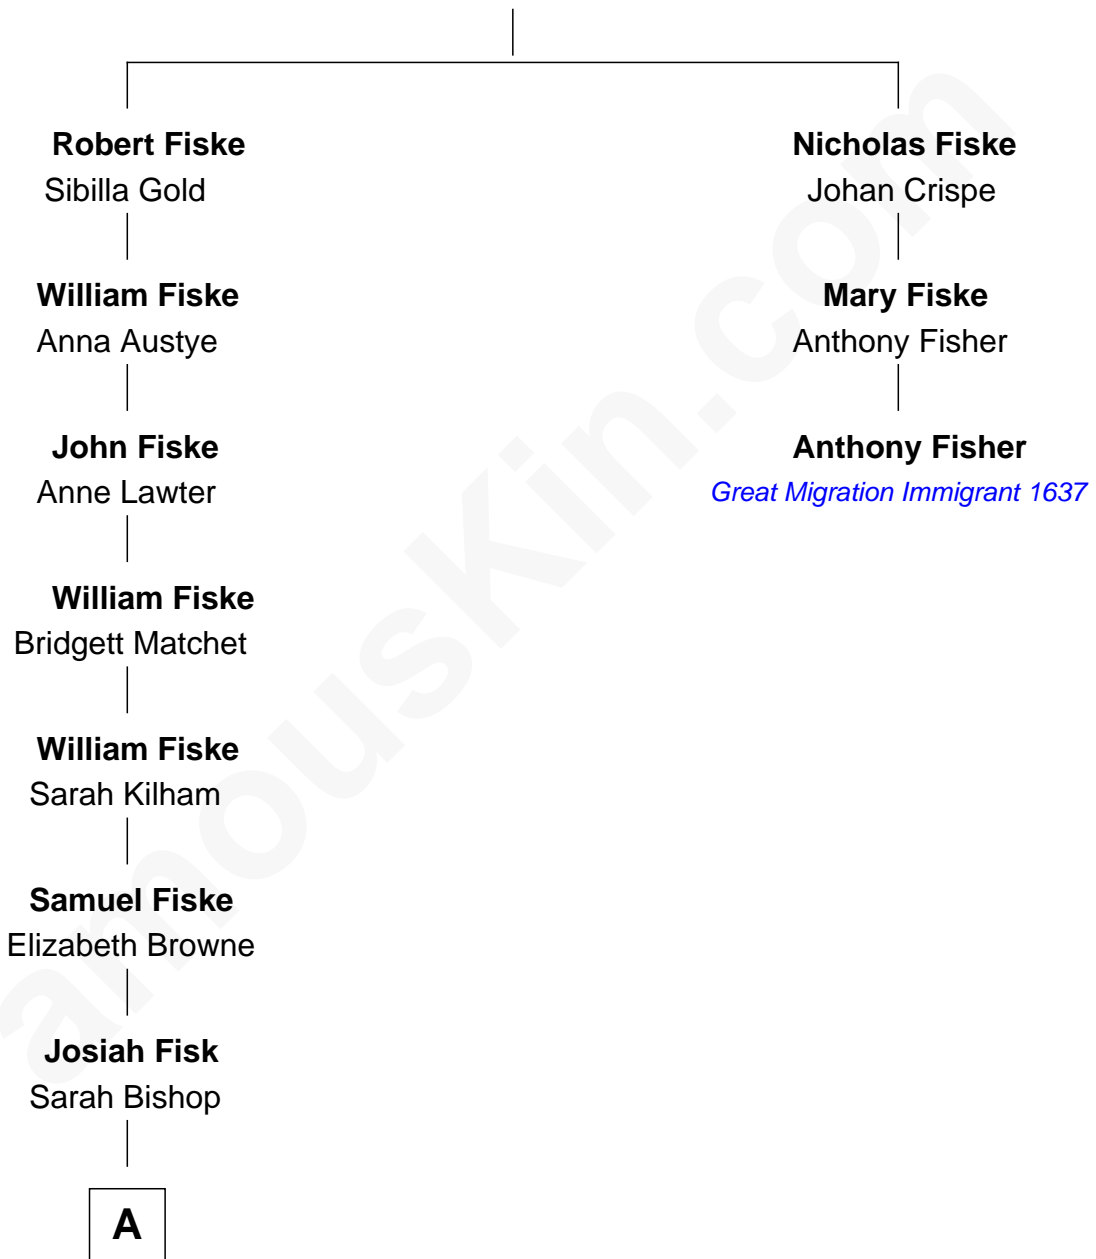 Robert Fiske
Sibilla Gold
Nicholas Fiske
Johan Crispe
William Fiske
Anna Austye
Mary Fiske
Anthony Fisher
John Fiske
Anne Lawter
Anthony Fisher
Great Migration Immigrant 1637
William Fiske
Bridgett Matchet
William Fiske
Sarah Kilham
Samuel Fiske
Elizabeth Browne
Josiah Fisk
Sarah Bishop
A
amousKin.com